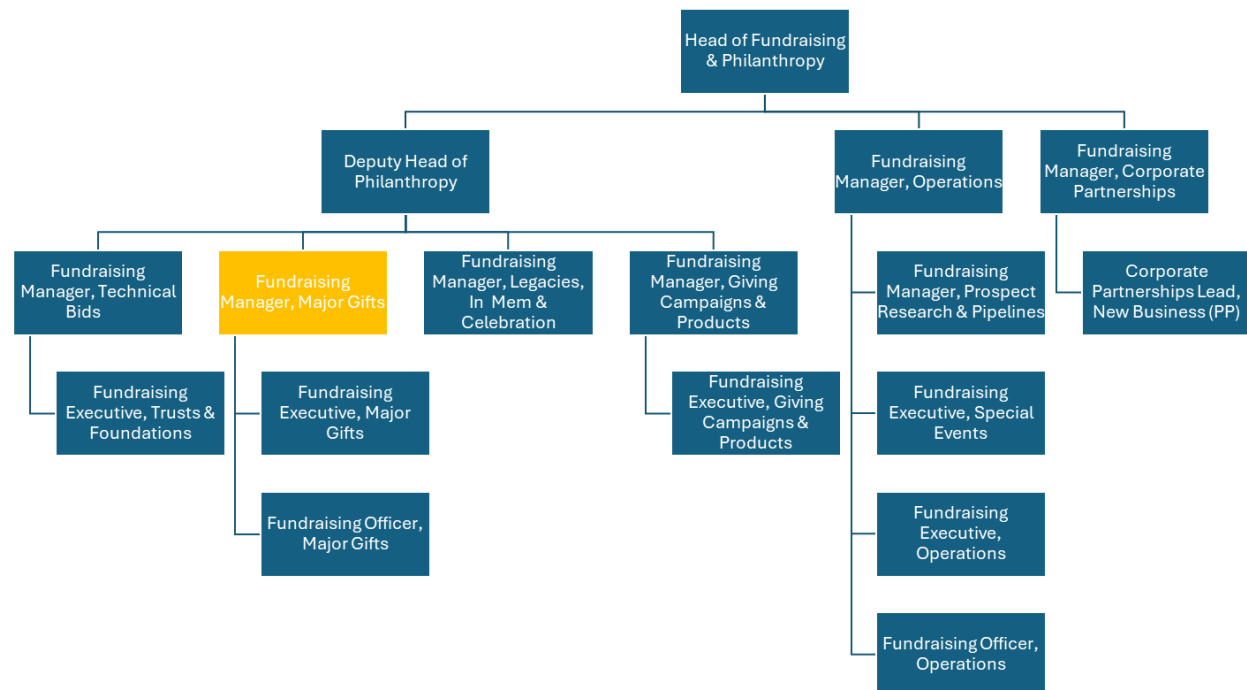 Head of Fundraising
& Philanthropy
Deputy Head of
Philanthropy
Fundraising
Manager, Operations
Fundraising
Manager, Corporate
Partnerships
Fundraising
Manager, Technical
Bids
Fundraising
Manager, Major Gifts
Fundraising
Manager, Legacies,
In Mem &
Celebration
Fundraising
Manager, Giving
Campaigns &
Products
Fundraising
Manager, Prospect
Research & Pipelines
Corporate
Partnerships Lead,
New Business (PP)
Fundraising
Executive, Trusts &
Foundations
Fundraising
Executive, Major
Gifts
Fundraising
Executive, Giving
Campaigns &
Products
Fundraising
Executive, Special
Events
Fundraising Officer,
Major Gifts
Fundraising
Executive,
Operations
Fundraising Officer,
Operations